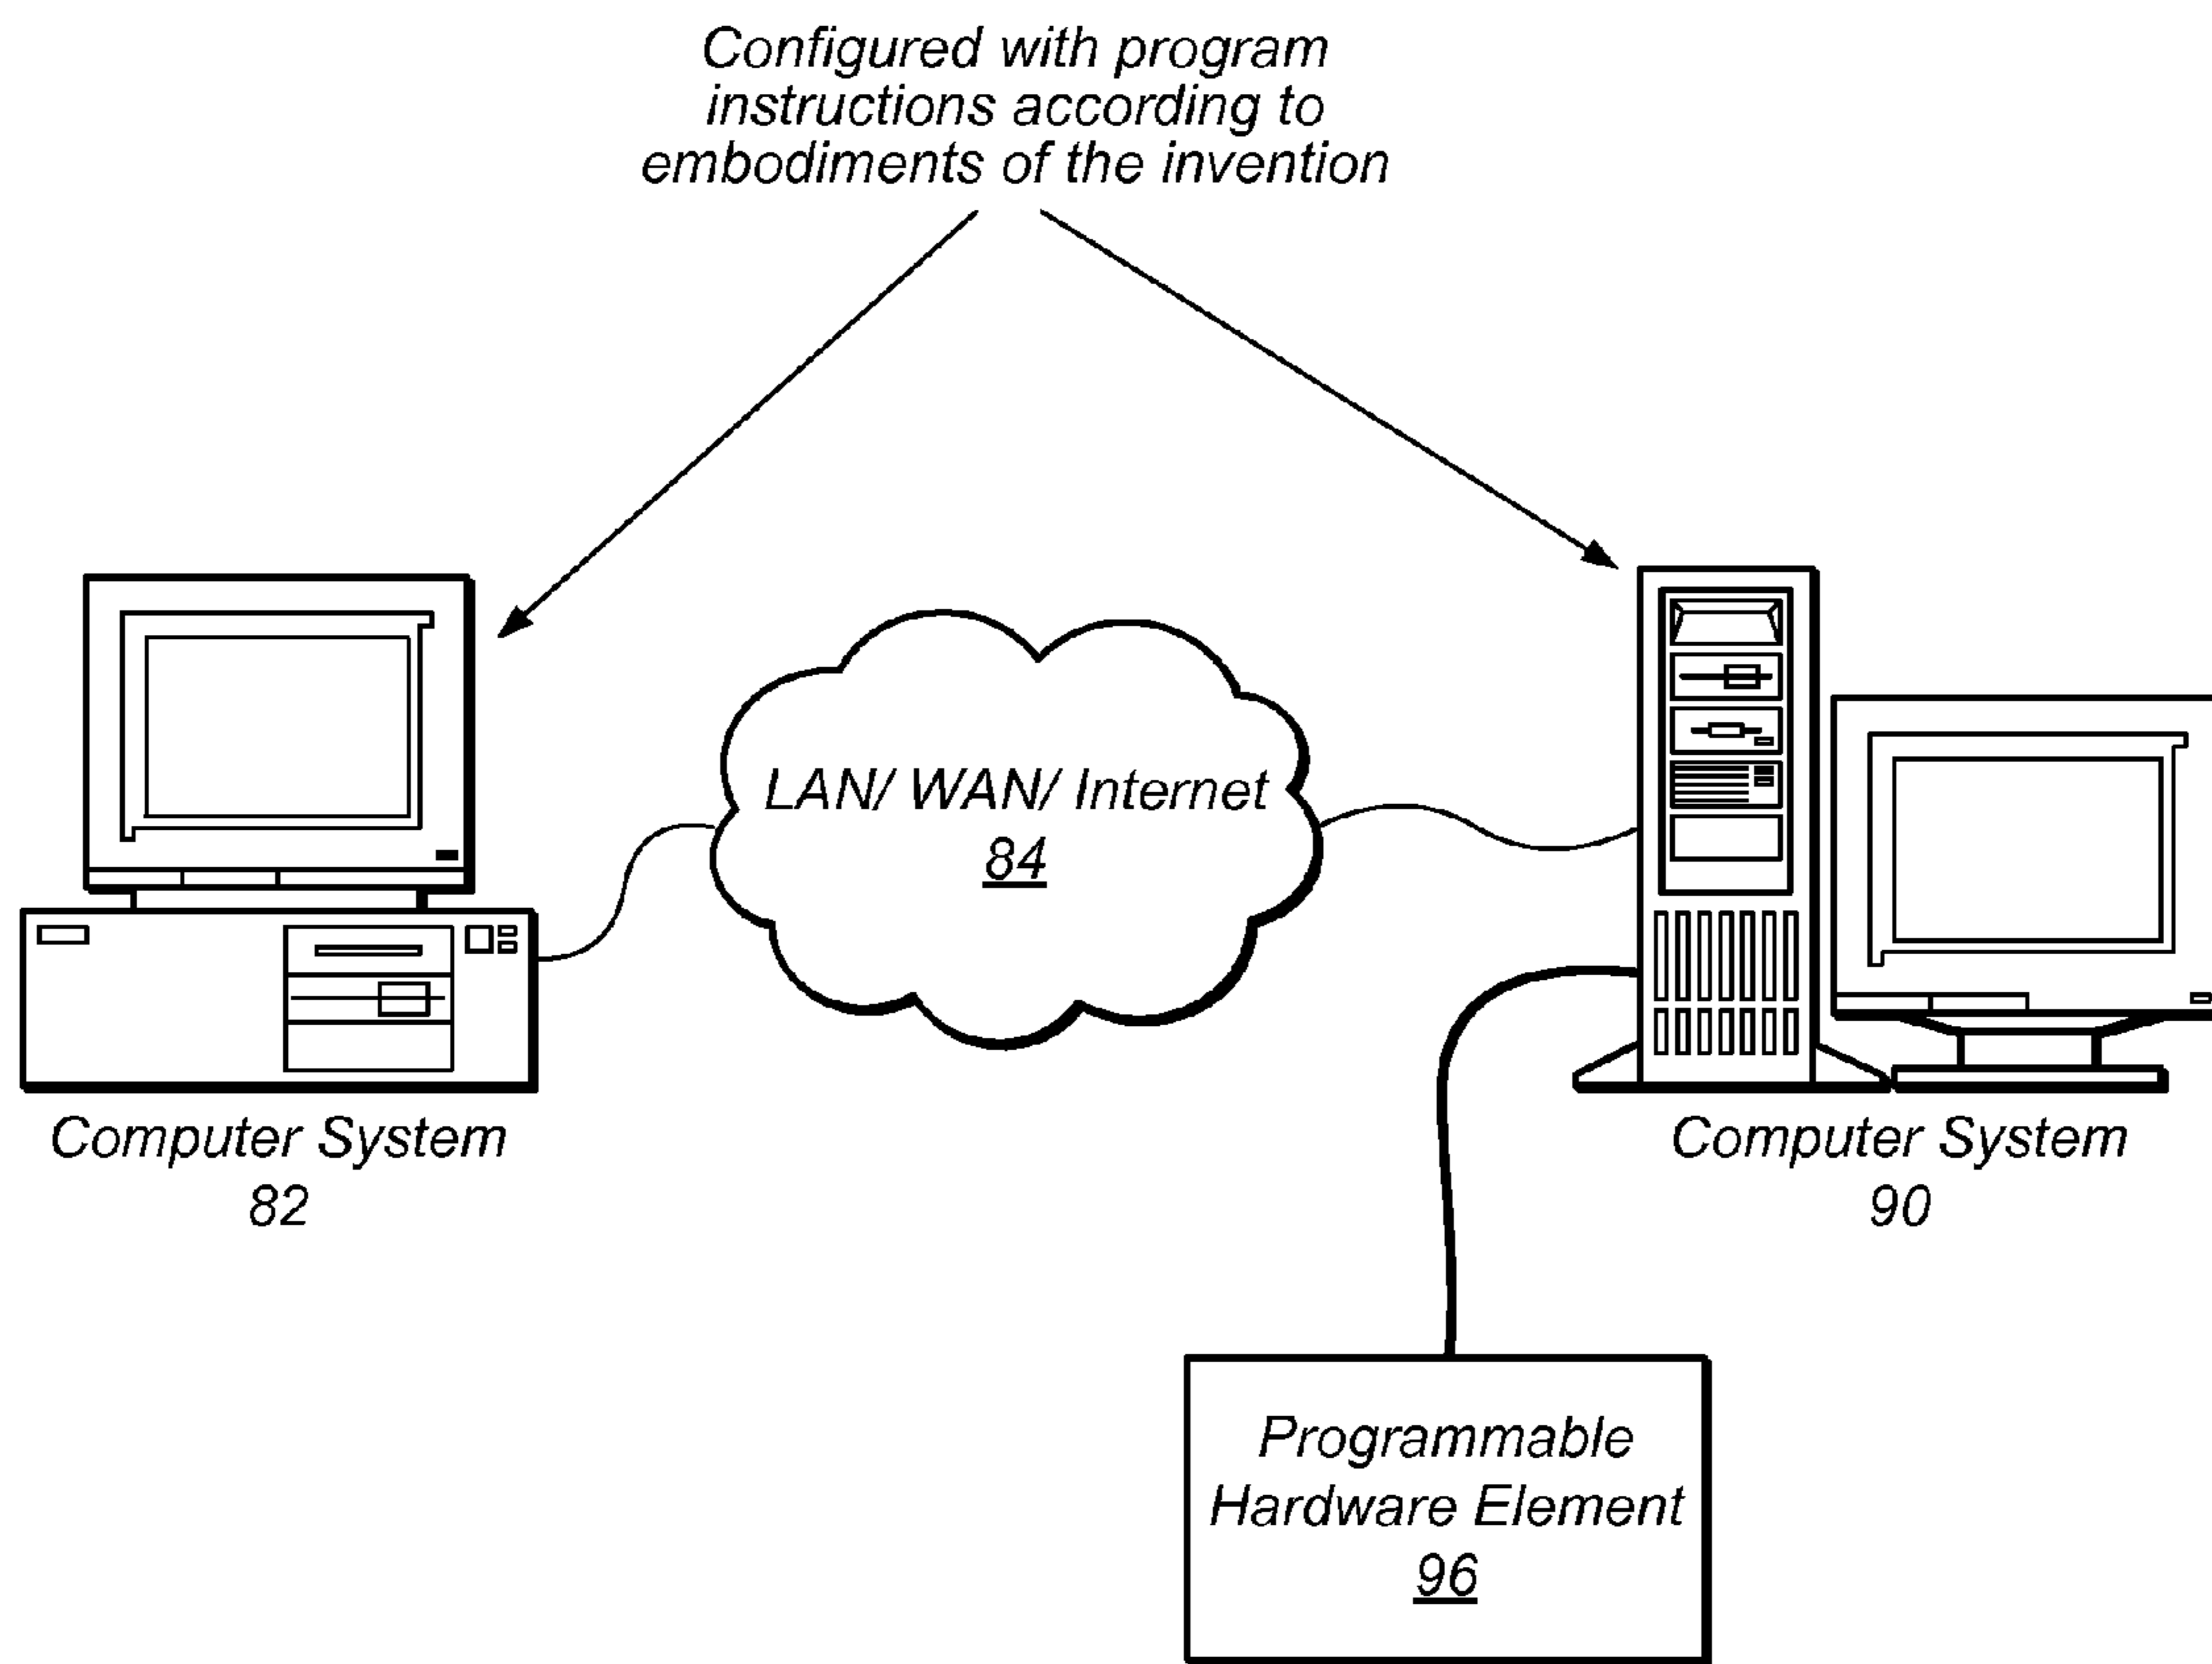 Configured with program
instructions according to
embodiments of the invention
LAN/ WAN/ Internet
84
Computer System
82
Computer System
90
Programmable
Hardware Element
96